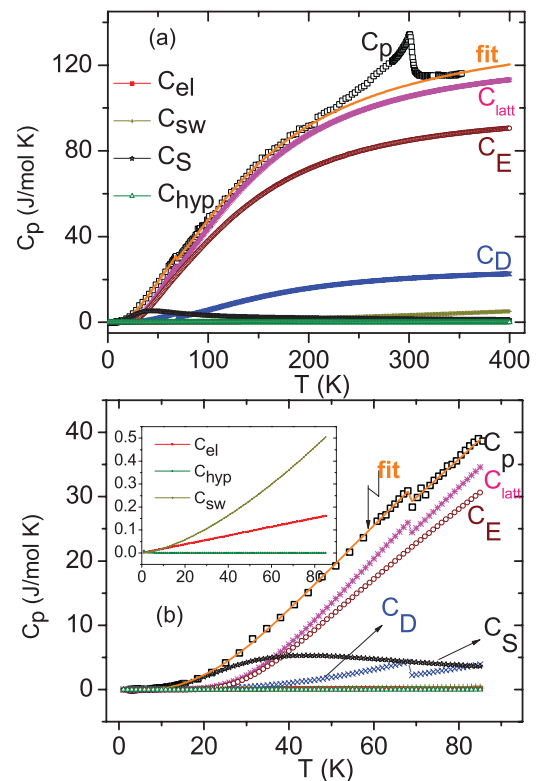 (a)
C_p
fit
C_latt
C_E
C_D
C_el
C_sw
C_S
C_hyp
C_p (J/mol K)
0
40
80
120
0
100
200
300
400
T (K)
(b)
C_el
C_hyp
C_sw
0.0
0.1
0.2
0.3
0.4
0.5
0
20
40
60
80
fit
C_p
C_latt
C_E
C_D
C_S
C_p (J/mol K)
0
10
20
30
40
0
20
40
60
80
T (K)